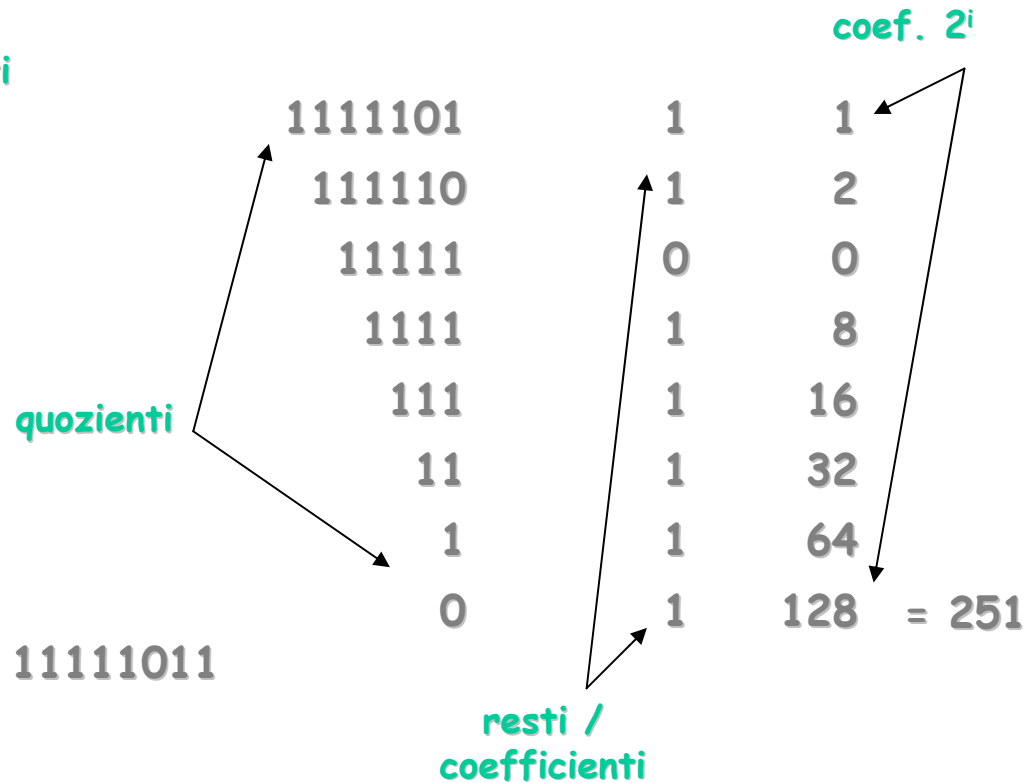 coef. 2i
1111101 1 1
111110 1 2
11111 0 0
1111 1 8
111 1 16
quozienti
11 1 32
1 1 64
0 1 128 = 251
11111011
resti /
coefficienti